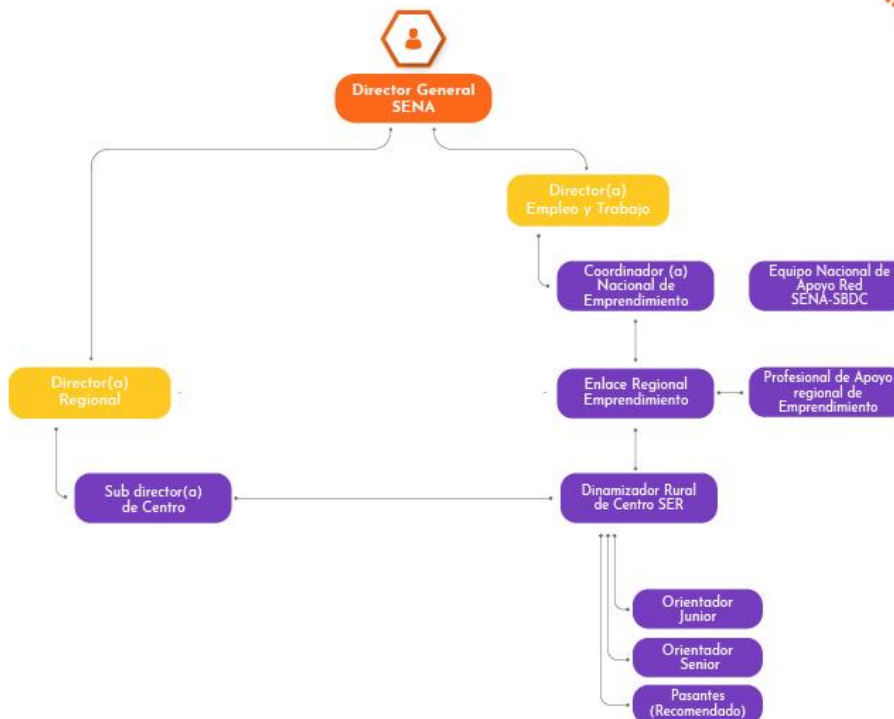 Director General
SENA
Director(a)
Empleo y Trabajo
Coordinador (a)
Nacional de
Emprendimiento
Equipo Nacional de
Apoyo Red
SENA-SBDC
Director(a)
Regional
Enlace Regional
Emprendimiento
Profesional de Apoyo
regional de
Emprendimiento
Sub director(a)
de Centro
Dinamizador Rural
de Centro SER
Orientador
Junior
Orientador
Senior
Pasantes
(Recomendado)